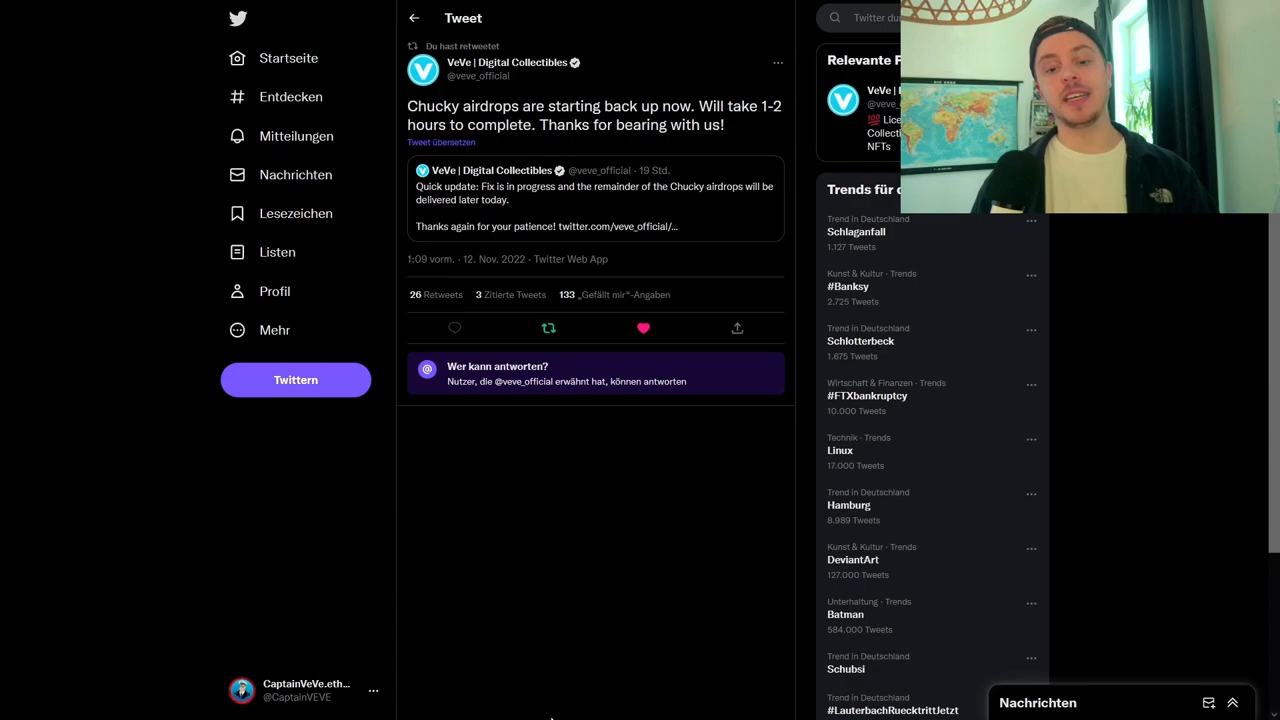 Startseite
Entdecken
Mitteilungen
Nachrichten
Lesezeichen
Listen
Profil
Mehr
Twittern
CaptainVeVe.eth...
@CaptainVEVE
Tweet
Du hast retweetet
VeVe | Digital Collectibles
@veve_official
Chucky airdrops are starting back up now. Will take 1-2
hours to complete. Thanks for bearing with us!
Tweet übersetzen
VeVe | Digital Collectibles @veve_official · 19 Std.
Quick update: Fix is in progress and the remainder of the Chucky airdrops will be
delivered later today.
Thanks again for your patience! twitter.com/veve_official/...
1:09 vorm. · 12. Nov. 2022 · Twitter Web App
26 Retweets 3 Zitierte Tweets 133 „Gefällt mir“-Angaben
Wer kann antworten?
Nutzer, die @veve_official erwähnt hat, können antworten
Twitter du
Relevante
VeVe |
@veve_
💯 Lice
Collecti
NFTs
Trends für
Trend in Deutschland
Schlaganfall
1.127 Tweets
Kunst & Kultur · Trends
#Banksy
2.725 Tweets
Trend in Deutschland
Schlotterbeck
1.675 Tweets
Wirtschaft & Finanzen · Trends
#FTXbankruptcy
10.000 Tweets
Technik · Trends
Linux
17.000 Tweets
Trend in Deutschland
Hamburg
8.989 Tweets
Kunst & Kultur · Trends
DeviantArt
127.000 Tweets
Unterhaltung · Trends
Batman
584.000 Tweets
Trend in Deutschland
Schubsi
Trend in Deutschland
#LauterbachRuecktrittJetzt
Nachrichten